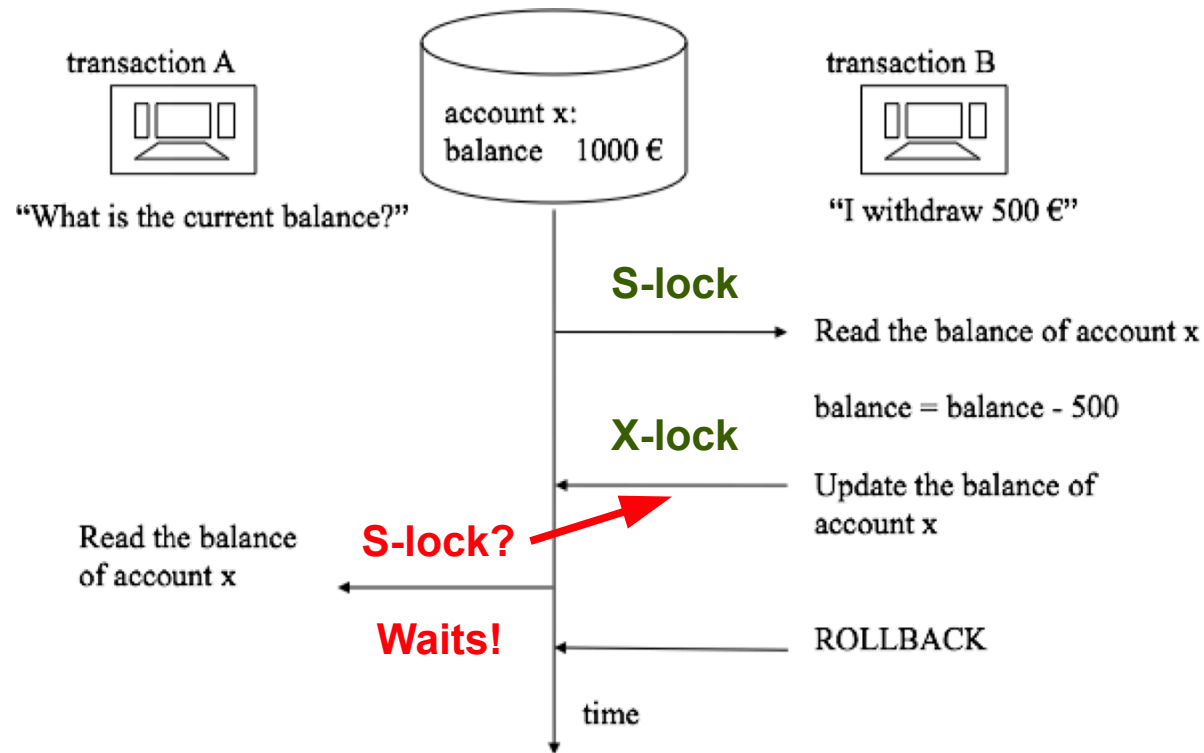 transaction A
transaction B
account x:
balance 1000 €
“What is the current balance?”
“I withdraw 500 €”
S-lock
Read the balance of account x
balance = balance - 500
X-lock
Update the balance of
account x
S-lock?
Read the balance
of account x
Waits!
ROLLBACK
time